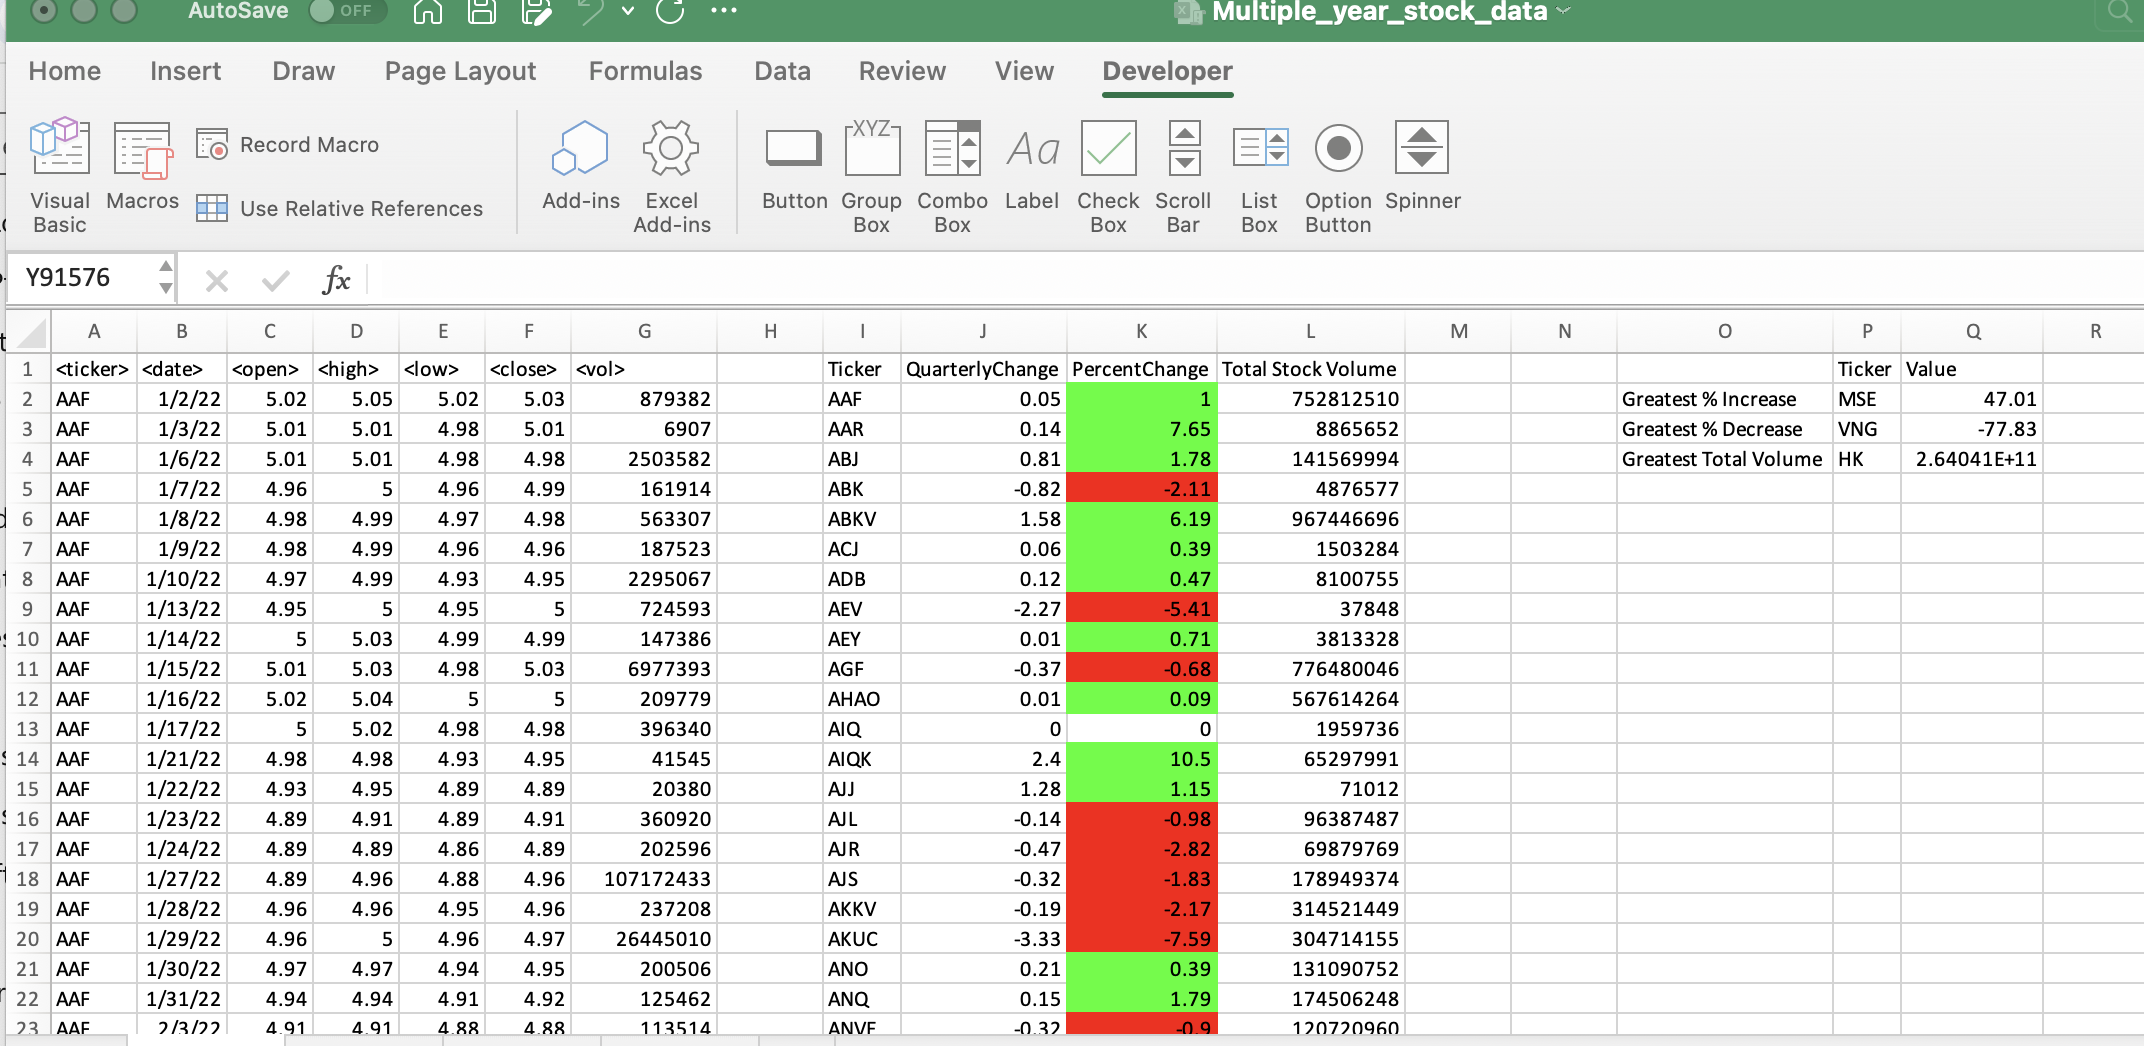 AutoSave OFF Multiple_year_stock_data
Home Insert Draw Page Layout Formulas Data Review View Developer
Visual Basic
Macros
Record Macro
Use Relative References
Add-ins
Excel Add-ins
Button
XYZ
Group Box
Combo Box
Aa
Label
Check Box
Scroll Bar
List Box
Option Button
Spinner
Y91576 fx
A B C D E F G H I J K L M N O P Q R
1 <ticker> <date> <open> <high> <low> <close> <vol> Ticker QuarterlyChange PercentChange Total Stock Volume Ticker Value
2 AAF 1/2/22 5.02 5.05 5.02 5.03 879382 AAF 0.05 1 752812510 Greatest % Increase MSE 47.01
3 AAF 1/3/22 5.01 5.01 4.98 5.01 6907 AAR 0.14 7.65 8865652 Greatest % Decrease VNG -77.83
4 AAF 1/6/22 5.01 5.01 4.98 4.98 2503582 ABJ 0.81 1.78 141569994 Greatest Total Volume HK 2.64041E+11
5 AAF 1/7/22 4.96 5 4.96 4.99 161914 ABK -0.82 -2.11 4876577
6 AAF 1/8/22 4.98 4.99 4.97 4.98 563307 ABKV 1.58 6.19 967446696
7 AAF 1/9/22 4.98 4.99 4.96 4.96 187523 ACJ 0.06 0.39 1503284
8 AAF 1/10/22 4.97 4.99 4.93 4.95 2295067 ADB 0.12 0.47 8100755
9 AAF 1/13/22 4.95 5 4.95 5 724593 AEV -2.27 -5.41 37848
10 AAF 1/14/22 5 5.03 4.99 4.99 147386 AEY 0.01 0.71 3813328
11 AAF 1/15/22 5.01 5.03 4.98 5.03 6977393 AGF -0.37 -0.68 776480046
12 AAF 1/16/22 5.02 5.04 5 5 209779 AHAO 0.01 0.09 567614264
13 AAF 1/17/22 5 5.02 4.98 4.98 396340 AIQ 0 0 1959736
14 AAF 1/21/22 4.98 4.98 4.93 4.95 41545 AIQK 2.4 10.5 65297991
15 AAF 1/22/22 4.93 4.95 4.89 4.89 20380 AJJ 1.28 1.15 71012
16 AAF 1/23/22 4.89 4.91 4.89 4.91 360920 AJL -0.14 -0.98 96387487
17 AAF 1/24/22 4.89 4.89 4.86 4.89 202596 AJR -0.47 -2.82 69879769
18 AAF 1/27/22 4.89 4.96 4.88 4.96 107172433 AJS -0.32 -1.83 178949374
19 AAF 1/28/22 4.96 4.96 4.95 4.96 237208 AKKV -0.19 -2.17 314521449
20 AAF 1/29/22 4.96 5 4.96 4.97 26445010 AKUC -3.33 -7.59 304714155
21 AAF 1/30/22 4.97 4.97 4.94 4.95 200506 ANO 0.21 0.39 131090752
22 AAF 1/31/22 4.94 4.94 4.91 4.92 125462 ANQ 0.15 1.79 174506248
23 AAF 2/3/22 4.91 4.91 4.88 4.88 113514 ANVF -0.32 -0.9 120720960